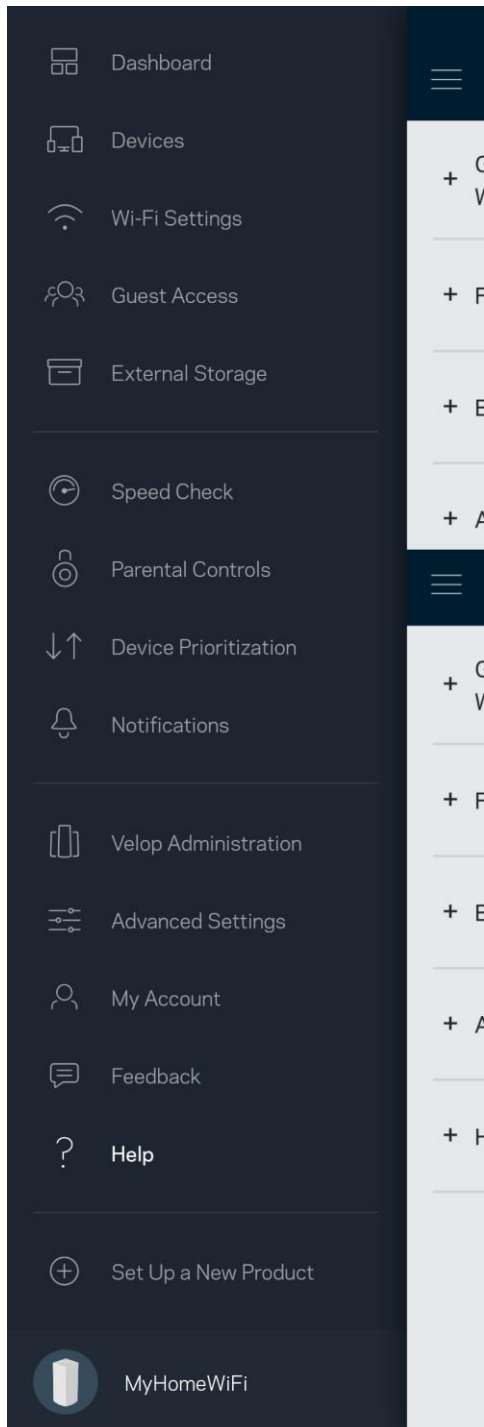 Dashboard
Devices
Wi-Fi Settings
Guest Access
External Storage
Speed Check
Parental Controls
Device Prioritization
Notifications
Velop Administration
Advanced Settings
My Account
Feedback
Help
Set Up a New Product
MyHomeWiFi